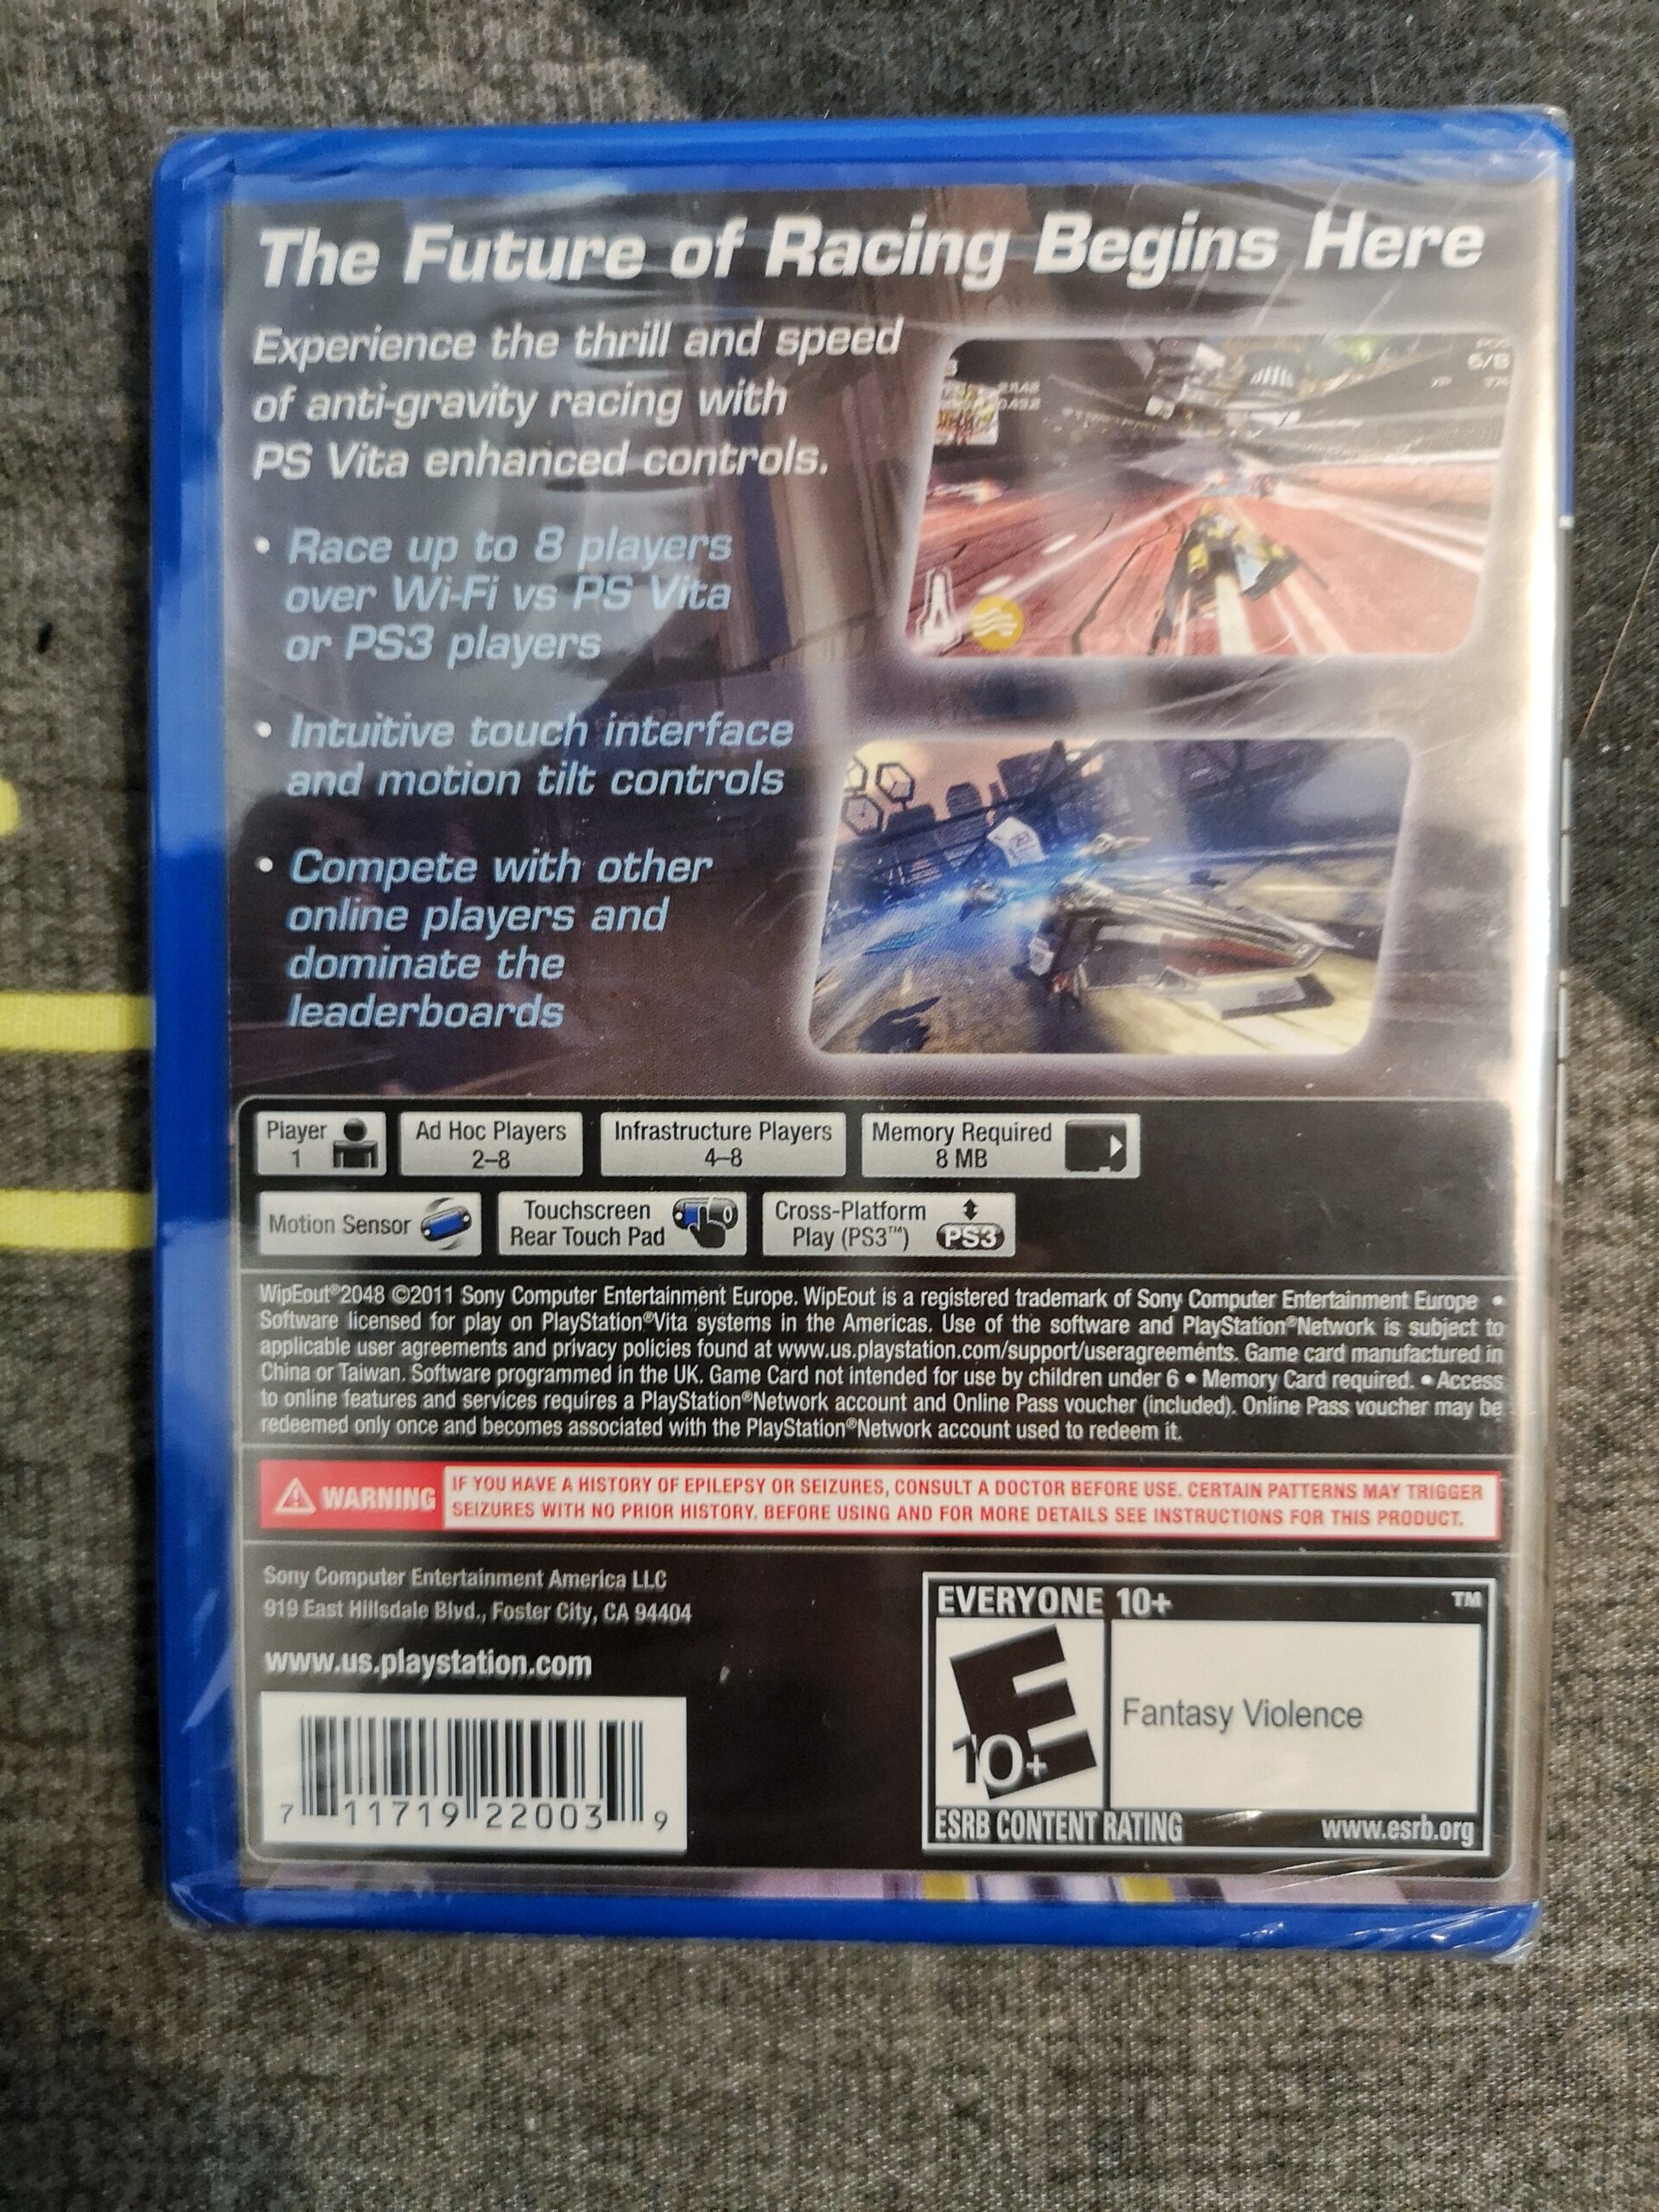 The Future of Racing Begins Here
Experience the thrill and speed
of anti-gravity racing with
PS Vita enhanced controls.
• Race up to 8 players
over Wi-Fi vs PS Vita
or PS3 players
• Intuitive touch interface
and motion tilt controls
• Compete with other
online players and
dominate the
leaderboards
6/8
Player
1
Ad Hoc Players
2–8
Infrastructure Players
4–8
Memory Required
8 MB
Motion Sensor
Touchscreen
Rear Touch Pad
Cross-Platform
Play (PS3™)
PS3
WipEout®2048 ©2011 Sony Computer Entertainment Europe. WipEout is a registered trademark of Sony Computer Entertainment Europe •
Software licensed for play on PlayStation®Vita systems in the Americas. Use of the software and PlayStation®Network is subject to
applicable user agreements and privacy policies found at www.us.playstation.com/support/useragreements. Game card manufactured in
China or Taiwan. Software programmed in the UK. Game Card not intended for use by children under 6 • Memory Card required. • Access
to online features and services requires a PlayStation®Network account and Online Pass voucher (included). Online Pass voucher may be
redeemed only once and becomes associated with the PlayStation®Network account used to redeem it.
WARNING
IF YOU HAVE A HISTORY OF EPILEPSY OR SEIZURES, CONSULT A DOCTOR BEFORE USE. CERTAIN PATTERNS MAY TRIGGER
SEIZURES WITH NO PRIOR HISTORY. BEFORE USING AND FOR MORE DETAILS SEE INSTRUCTIONS FOR THIS PRODUCT.
Sony Computer Entertainment America LLC
919 East Hillsdale Blvd., Foster City, CA 94404
www.us.playstation.com
7 11719 22003 9
EVERYONE 10+ TM
E
10+
Fantasy Violence
ESRB CONTENT RATING www.esrb.org